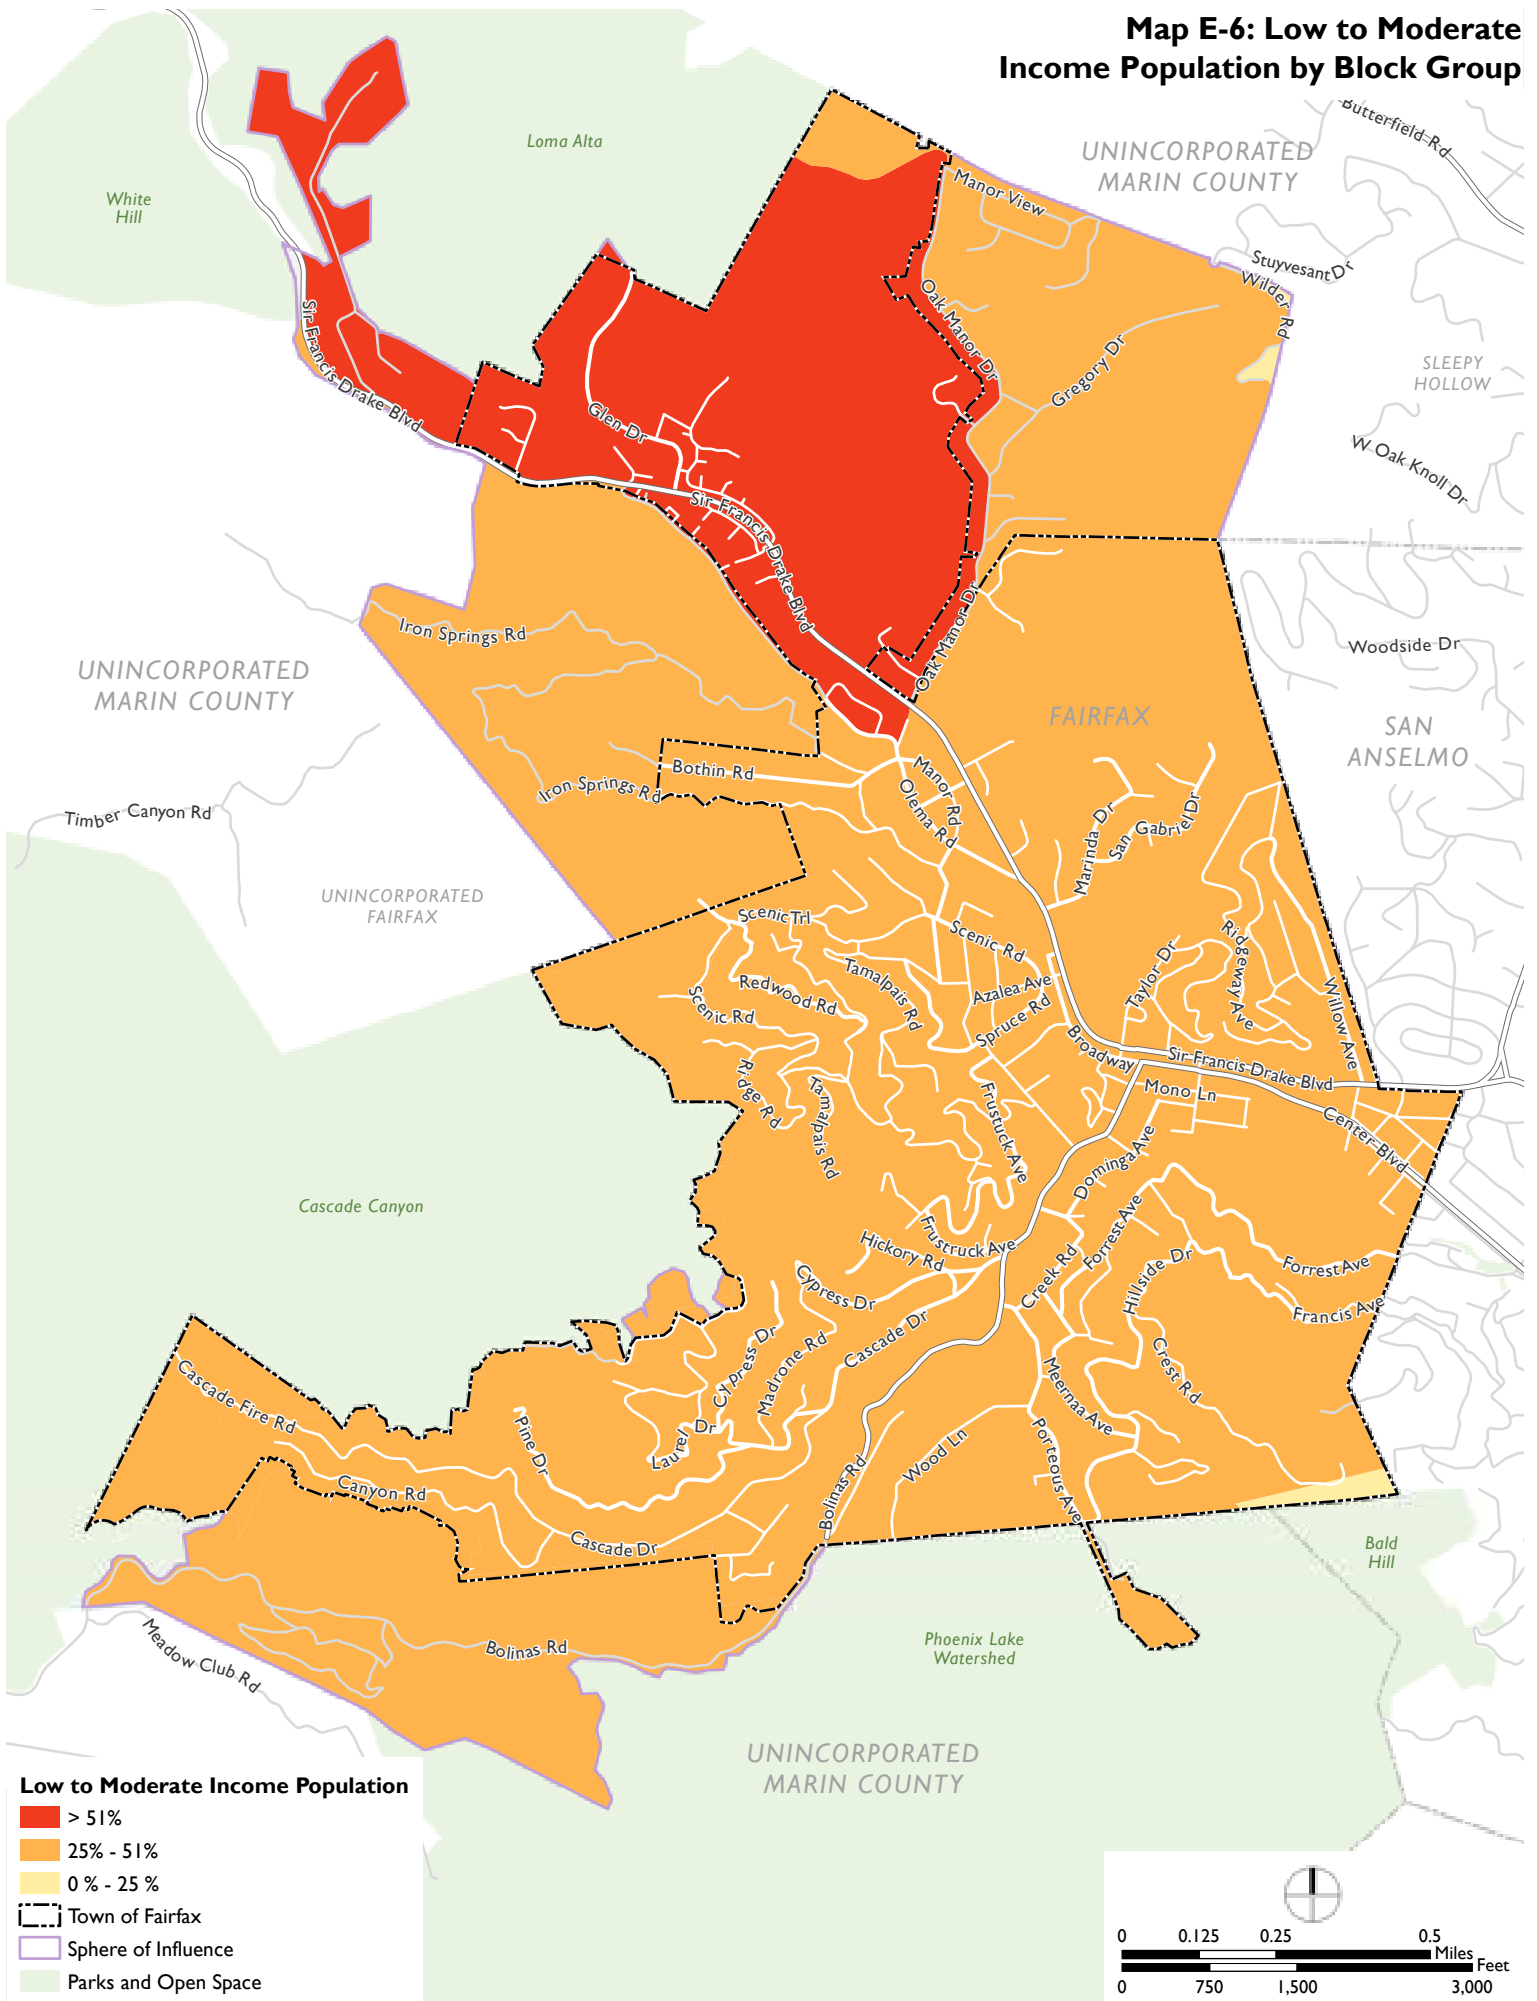 Map E-6: Low to Moderate
Income Population by Block Group
Butterfield Rd
UNINCORPORATED
MARIN COUNTY
Loma Alta
White
Hill
Manor View
Stuyvesant Dr
Wilder Rd
Sir Francis Drake Blvd
Oak Manor Dr
Gregory Dr
SLEEPY
HOLLOW
Glen Dr
W Oak Knoll Dr
Sir Francis Drake Blvd
Iron Springs Rd
Oak Manor Dr
Woodside Dr
UNINCORPORATED
MARIN COUNTY
FAIRFAX
SAN
ANSELMO
Bothin Rd
Manor Rd
Iron Springs Rd
Olema Rd
Timber Canyon Rd
Marinda Dr
San Gabriel Dr
UNINCORPORATED
FAIRFAX
Scenic Trl
Scenic Rd
Ridgeway Ave
Taylor Dr
Tamalpais Rd
Redwood Rd
Azalea Ave
Scenic Rd
Spruce Rd
Willow Ave
Broadway
Sir Francis Drake Blvd
Ridge Rd
Tamalpais Rd
Mono Ln
Frustuck Ave
Center Blvd
Dominga Ave
Cascade Canyon
Forrest Ave
Frustruck Ave
Hickory Rd
Creek Rd
Hillside Dr
Forrest Ave
Cypress Dr
Francis Ave
Cascade Dr
Cypress Dr
Madrone Rd
Crest Rd
Cascade Fire Rd
Meernaa Ave
Pine Dr
Laurel Dr
Wood Ln
Porteous Ave
Canyon Rd
Bolinas Rd
Cascade Dr
Bald
Hill
Meadow Club Rd
Bolinas Rd
Phoenix Lake
Watershed
UNINCORPORATED
MARIN COUNTY
Low to Moderate Income Population
> 51%
25% - 51%
0 % - 25 %
Town of Fairfax
Sphere of Influence
Parks and Open Space
0 0.125 0.25 0.5
Miles
Feet
0 750 1,500 3,000